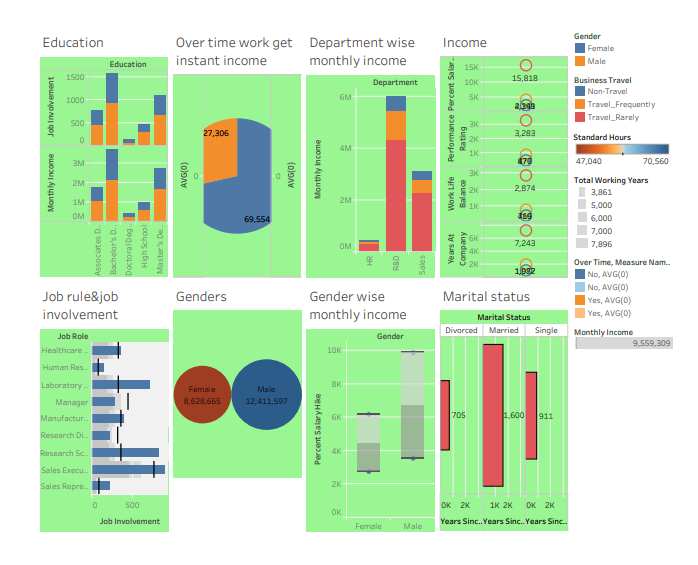 Education
Education
Job Involvement
1500
1000
500
0
Monthly Income
3M
2M
1M
0M
Associates D..
Bachelor's D..
Doctoral Deg..
High School
Master's De..
Over time work get
instant income
AVG(0)
0
27,306
69,554
0
AVG(0)
Department wise
monthly income
Department
Monthly Income
6M
4M
2M
0M
HR
R&D
Sales
Income
Percent Salar..
15K
10K
5K
15,818
Performance
Rating
3K
2K
1K
3,283
Work Life
Balance
3K
2K
1K
2,874
Years At
Company
6K
4K
2K
7,243
Gender
Female
Male
Business Travel
Non-Travel
Travel_Frequently
Travel_Rarely
Standard Hours
47,040
70,560
Total Working Years
3,861
5,000
6,000
7,000
7,896
Over Time, Measure Nam..
No, AVG(0)
No, AVG(0)
Yes, AVG(0)
Yes, AVG(0)
Monthly Income
9,559,309
Job rule&job
involvement
Job Role
Healthcare ..
Human Res..
Laboratory ..
Manager
Manufactur..
Research Di..
Research Sc..
Sales Execu..
Sales Repre..
0
500
Job Involvement
Genders
Female
8,628,665
Male
12,411,597
Gender wise
monthly income
Gender
Percent Salary Hike
10K
8K
6K
4K
2K
0K
Female
Male
Marital status
Marital Status
Divorced
Married
Single
705
1,600
911
0K 2K
0K 2K
0K 2K
Years Sinc..
Years Sinc..
Years Sinc..